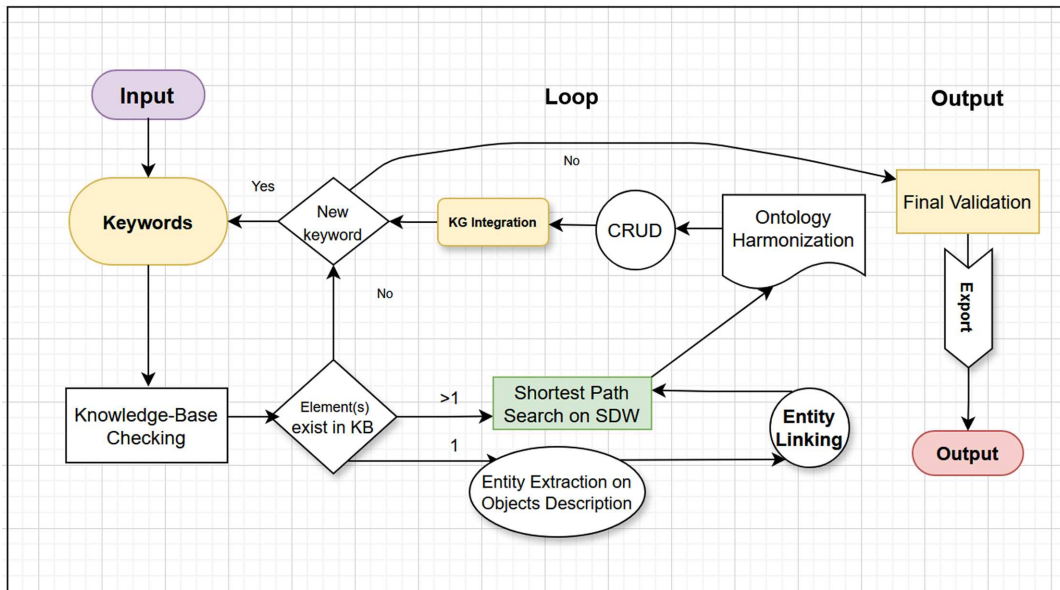 Input
Loop
Output
No
Yes
Keywords
New
keyword
KG Integration
CRUD
Ontology
Harmonization
Final Validation
No
Export
Knowledge-Base
Checking
Element(s)
exist in KB
>1
Shortest Path
Search on SDW
Entity
Linking
1
Entity Extraction on
Objects Description
Output